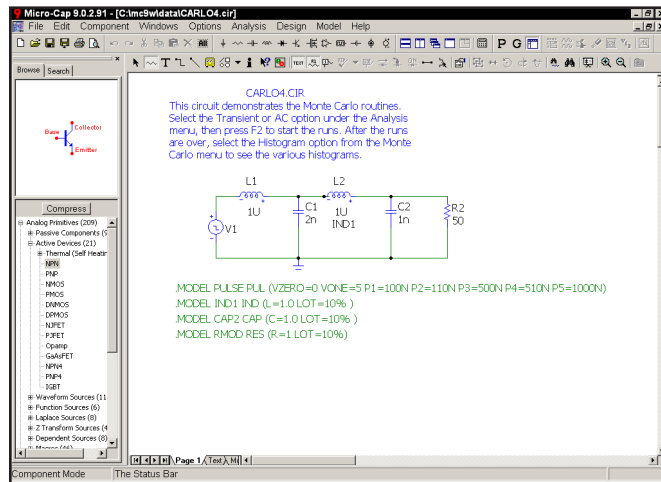 Micro-Cap 9.0.2.91 - [C:\mc9w\data\CARLO4.cir]
File Edit Component Windows Options Analysis Design Model Help
Browse Search
Collector
Base
Emitter
Compress
Analog Primitives (209)
Passive Components (9
Active Devices (21)
Thermal (Self Heatin
NPN
PNP
NMOS
PMOS
DNMOS
DPMOS
NJFET
PJFET
Opamp
GaAsFET
NPN4
PNP4
IGBT
Waveform Sources (11
Function Sources (6)
Laplace Sources (8)
Z Transform Sources (4
Dependent Sources (8)
CARLO4.CIR
This circuit demonstrates the Monte Carlo routines.
Select the Transient or AC option under the Analysis
menu, then press F2 to start the runs. After the runs
are over, select the Histogram option from the Monte
Carlo menu to see the various histograms.
L1 L2
1U C1 1U C2 R2
2n IND1 1n 50
V1
.MODEL PULSE PUL (VZERO=0 VONE=5 P1=100N P2=110N P3=500N P4=510N P5=1000N)
.MODEL IND1 IND (L=1.0 LOT=10% )
.MODEL CAP2 CAP (C=1.0 LOT=10% )
.MODEL RMOD RES (R=1 LOT=10%)
Page 1 Text
Component Mode The Status Bar